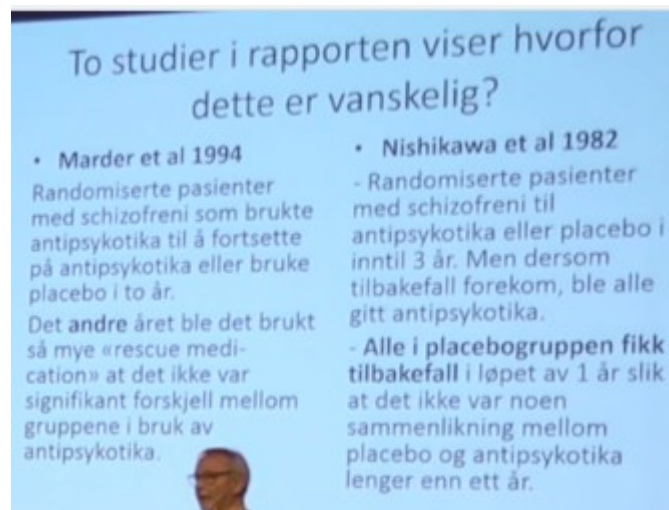 To studier i rapporten viser hvorfor
dette er vanskelig?
• Marder et al 1994
Randomiserte pasienter
med schizofreni som brukte
antipsykotika til å fortsette
på antipsykotika eller bruke
placebo i to år.
Det andre året ble det brukt
så mye «rescue medi-
cation» at det ikke var
signifikant forskjell mellom
gruppene i bruk av
antipsykotika.
• Nishikawa et al 1982
- Randomiserte pasienter
med schizofreni til
antipsykotika eller placebo i
inntil 3 år. Men dersom
tilbakefall forekom, ble alle
gitt antipsykotika.
- Alle i placebogruppen fikk
tilbakefall i løpet av 1 år slik
at det ikke var noen
sammenlikning mellom
placebo og antipsykotika
lenger enn ett år.